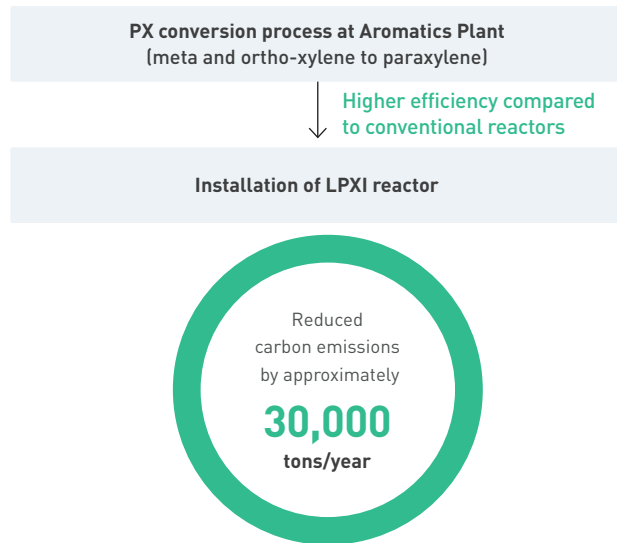 PX conversion process at Aromatics Plant
(meta and ortho-xylene to paraxylene)
Higher efficiency compared
to conventional reactors
Installation of LPXI reactor
Reduced
carbon emissions
by approximately
30,000
tons/year